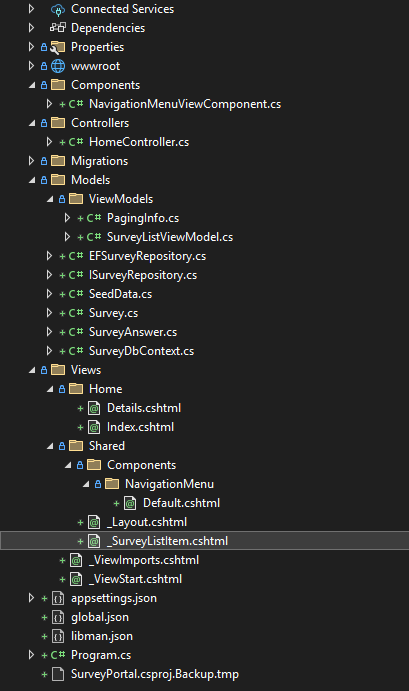 Connected Services
Dependencies
Properties
wwwroot
Components
C# NavigationMenuViewComponent.cs
Controllers
C# HomeController.cs
Migrations
Models
ViewModels
C# PagingInfo.cs
C# SurveyListViewModel.cs
C# EFSurveyRepository.cs
C# ISurveyRepository.cs
C# SeedData.cs
C# Survey.cs
C# SurveyAnswer.cs
C# SurveyDbContext.cs
Views
Home
@ Details.cshtml
@ Index.cshtml
Shared
Components
NavigationMenu
@ Default.cshtml
@ _Layout.cshtml
@ _SurveyListItem.cshtml
@ _ViewImports.cshtml
@ _ViewStart.cshtml
appsettings.json
global.json
libman.json
C# Program.cs
SurveyPortal.csproj.Backup.tmp